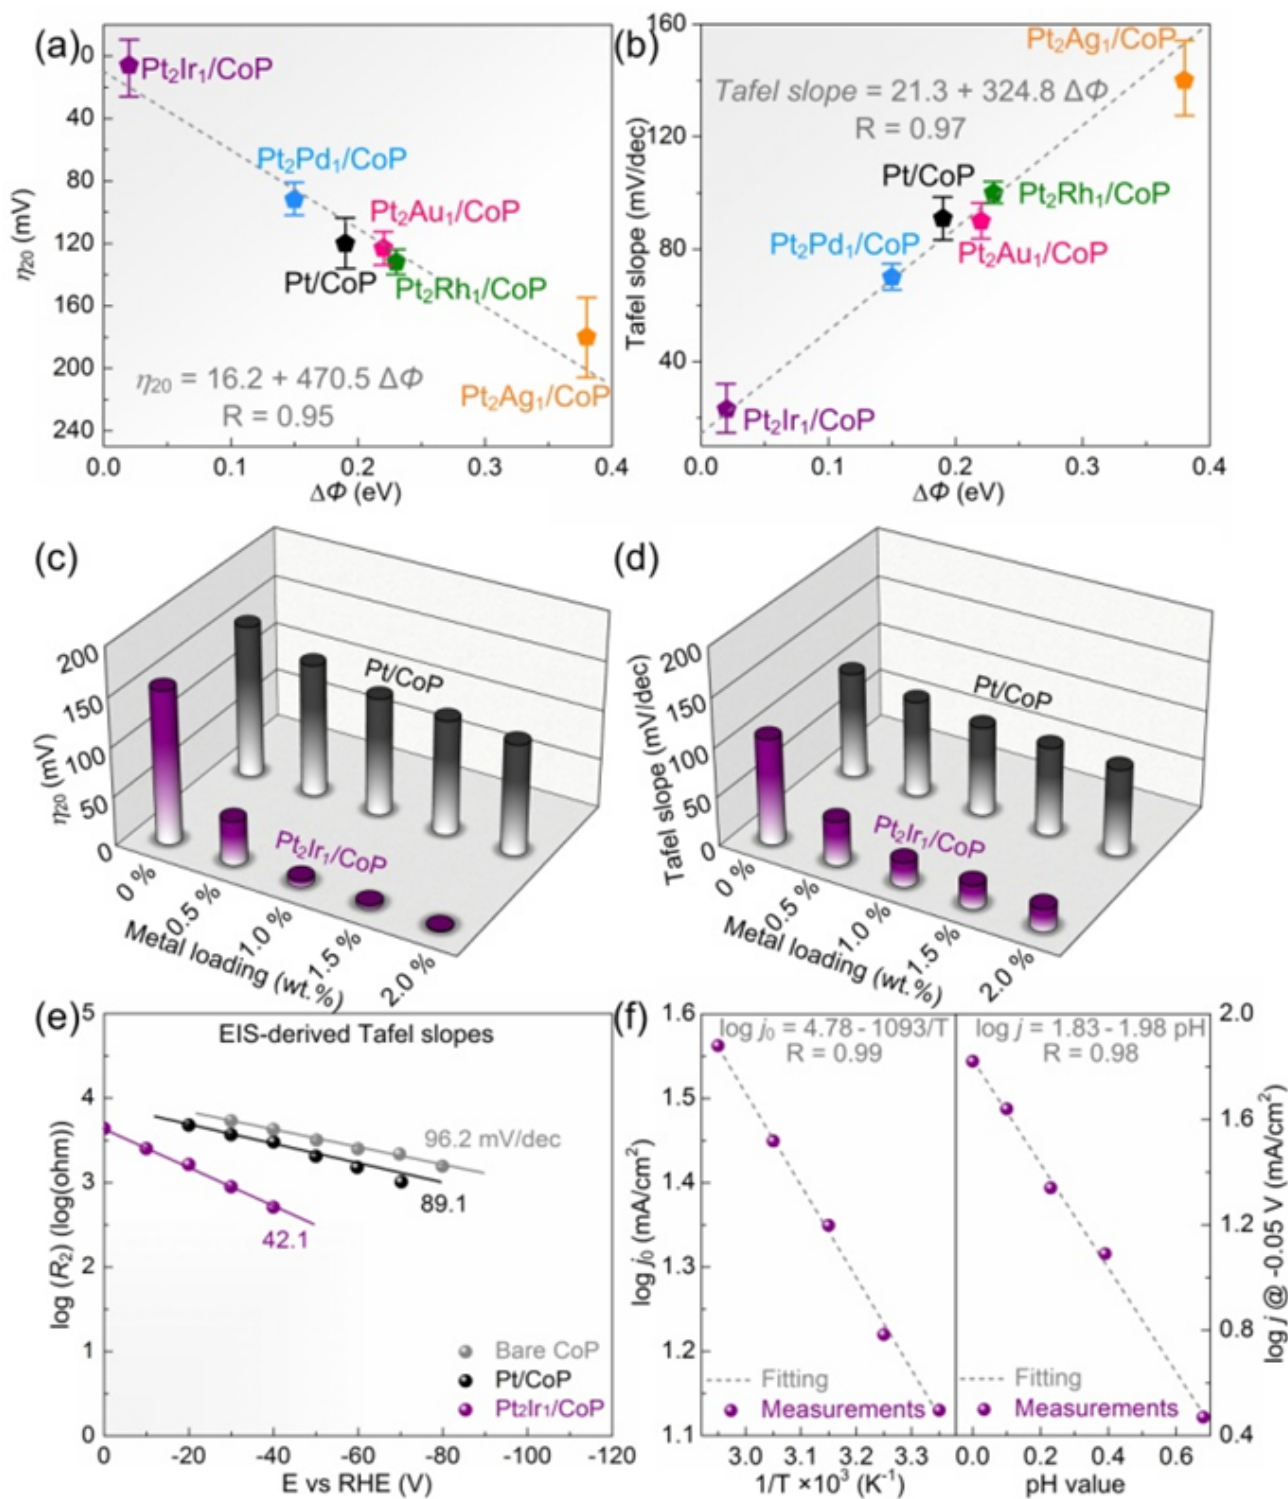 (a)
0
40
80
120
160
200
240
η₂₀ (mV)
Pt₂Ir₁/CoP
Pt₂Pd₁/CoP
Pt₂Au₁/CoP
Pt/CoP
Pt₂Rh₁/CoP
Pt₂Ag₁/CoP
η₂₀ = 16.2 + 470.5 ΔΦ
R = 0.95
0.0 0.1 0.2 0.3 0.4
ΔΦ (eV)
(b)
160
120
80
40
Tafel slope (mV/dec)
Pt₂Ag₁/CoP
Tafel slope = 21.3 + 324.8 ΔΦ
R = 0.97
Pt/CoP
Pt₂Rh₁/CoP
Pt₂Pd₁/CoP
Pt₂Au₁/CoP
Pt₂Ir₁/CoP
0.0 0.1 0.2 0.3 0.4
ΔΦ (eV)
(c)
200
150
100
50
0
η₂₀ (mV)
Pt/CoP
Pt₂Ir₁/CoP
0 %
0.5 %
1.0 %
1.5 %
2.0 %
Metal loading (wt.%)
(d)
200
150
100
50
0
Tafel slope (mV/dec)
Pt/CoP
Pt₂Ir₁/CoP
0 %
0.5 %
1.0 %
1.5 %
2.0 %
Metal loading (wt.%)
(e)
5
4
3
2
1
0
log (R₂) (log(ohm))
EIS-derived Tafel slopes
96.2 mV/dec
89.1
42.1
Bare CoP
Pt/CoP
Pt₂Ir₁/CoP
0 -20 -40 -60 -80 -100 -120
E vs RHE (V)
(f)
1.6
1.5
1.4
1.3
1.2
1.1
log j₀ (mA/cm²)
log j₀ = 4.78 - 1093/T
R = 0.99
Fitting
Measurements
3.0 3.1 3.2 3.3
1/T ×10³ (K⁻¹)
log j = 1.83 - 1.98 pH
R = 0.98
Fitting
Measurements
0.0 0.2 0.4 0.6
pH value
2.0
1.6
1.2
0.8
0.4
log j @ -0.05 V (mA/cm²)